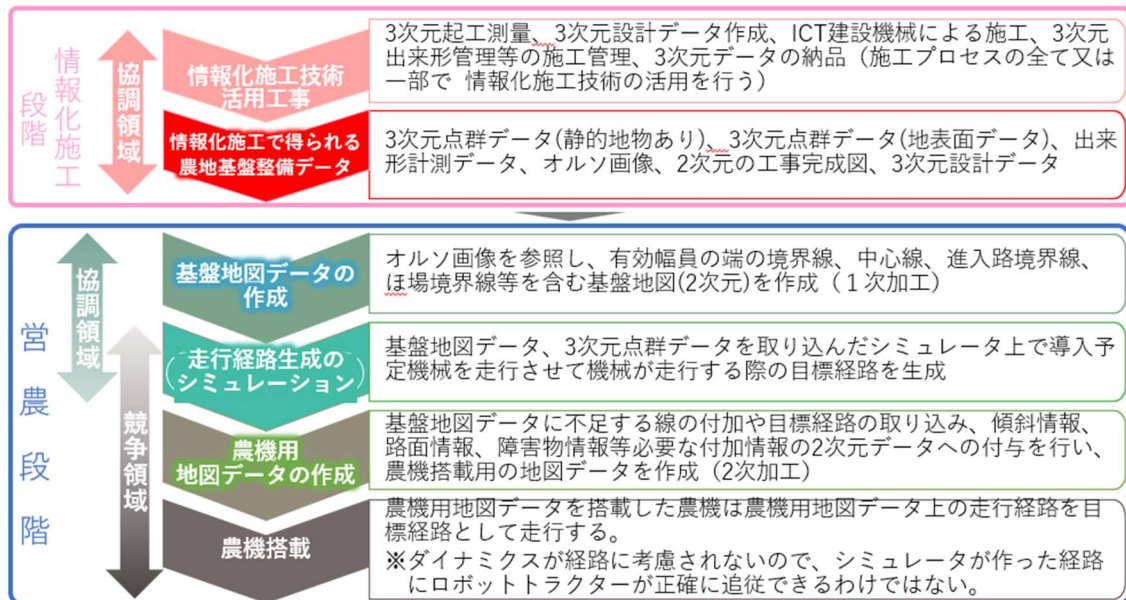 情報化施工
段階
協調領域
情報化施工技術
活用工事
3次元起工測量、3次元設計データ作成、ICT建設機械による施工、3次元
出来形管理等の施工管理、3次元データの納品（施工プロセスの全て又は
一部で 情報化施工技術の活用を行う）
情報化施工で得られる
農地基盤整備データ
3次元点群データ(静的地物あり)、3次元点群データ(地表面データ)、出来
形計測データ、オルソ画像、2次元の工事完成図、3次元設計データ
営農段階
協調領域
競争領域
基盤地図データの
作成
オルソ画像を参照し、有効幅員の端の境界線、中心線、進入路境界線、
ほ場境界線等を含む基盤地図(2次元)を作成（１次加工）
走行経路生成の
シミュレーション
基盤地図データ、3次元点群データを取り込んだシミュレータ上で導入予
定機械を走行させて機械が走行する際の目標経路を生成
農機用
地図データの作成
基盤地図データに不足する線の付加や目標経路の取り込み、傾斜情報、
路面情報、障害物情報等必要な付加情報の2次元データへの付与を行い、
農機搭載用の地図データを作成（2次加工）
農機搭載
農機用地図データを搭載した農機は農機用地図データ上の走行経路を目
標経路として走行する。
※ダイナミクスが経路に考慮されないので、シミュレータが作った経路
にロボットトラクターが正確に追従できるわけではない。